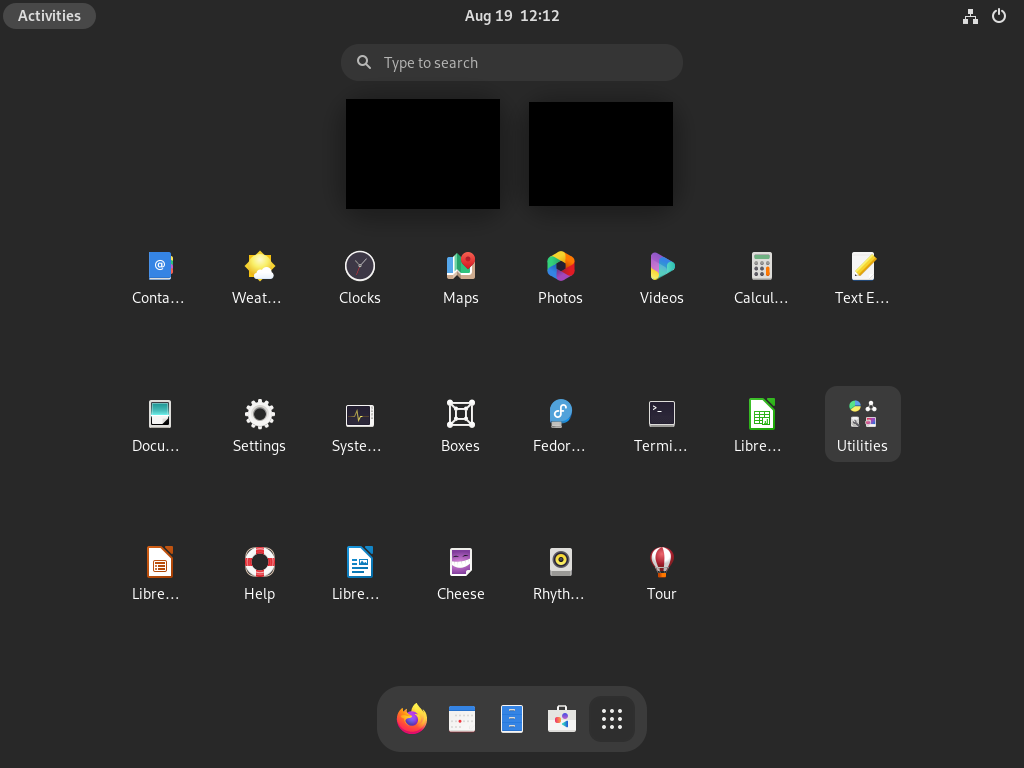 Activities
Aug 19 12:12
Type to search
Conta…
Weat…
Clocks
Maps
Photos
Videos
Calcul…
Text E…
Docu…
Settings
Syste…
Boxes
Fedor…
Termi…
Libre…
Utilities
Libre…
Help
Libre…
Cheese
Rhyth…
Tour